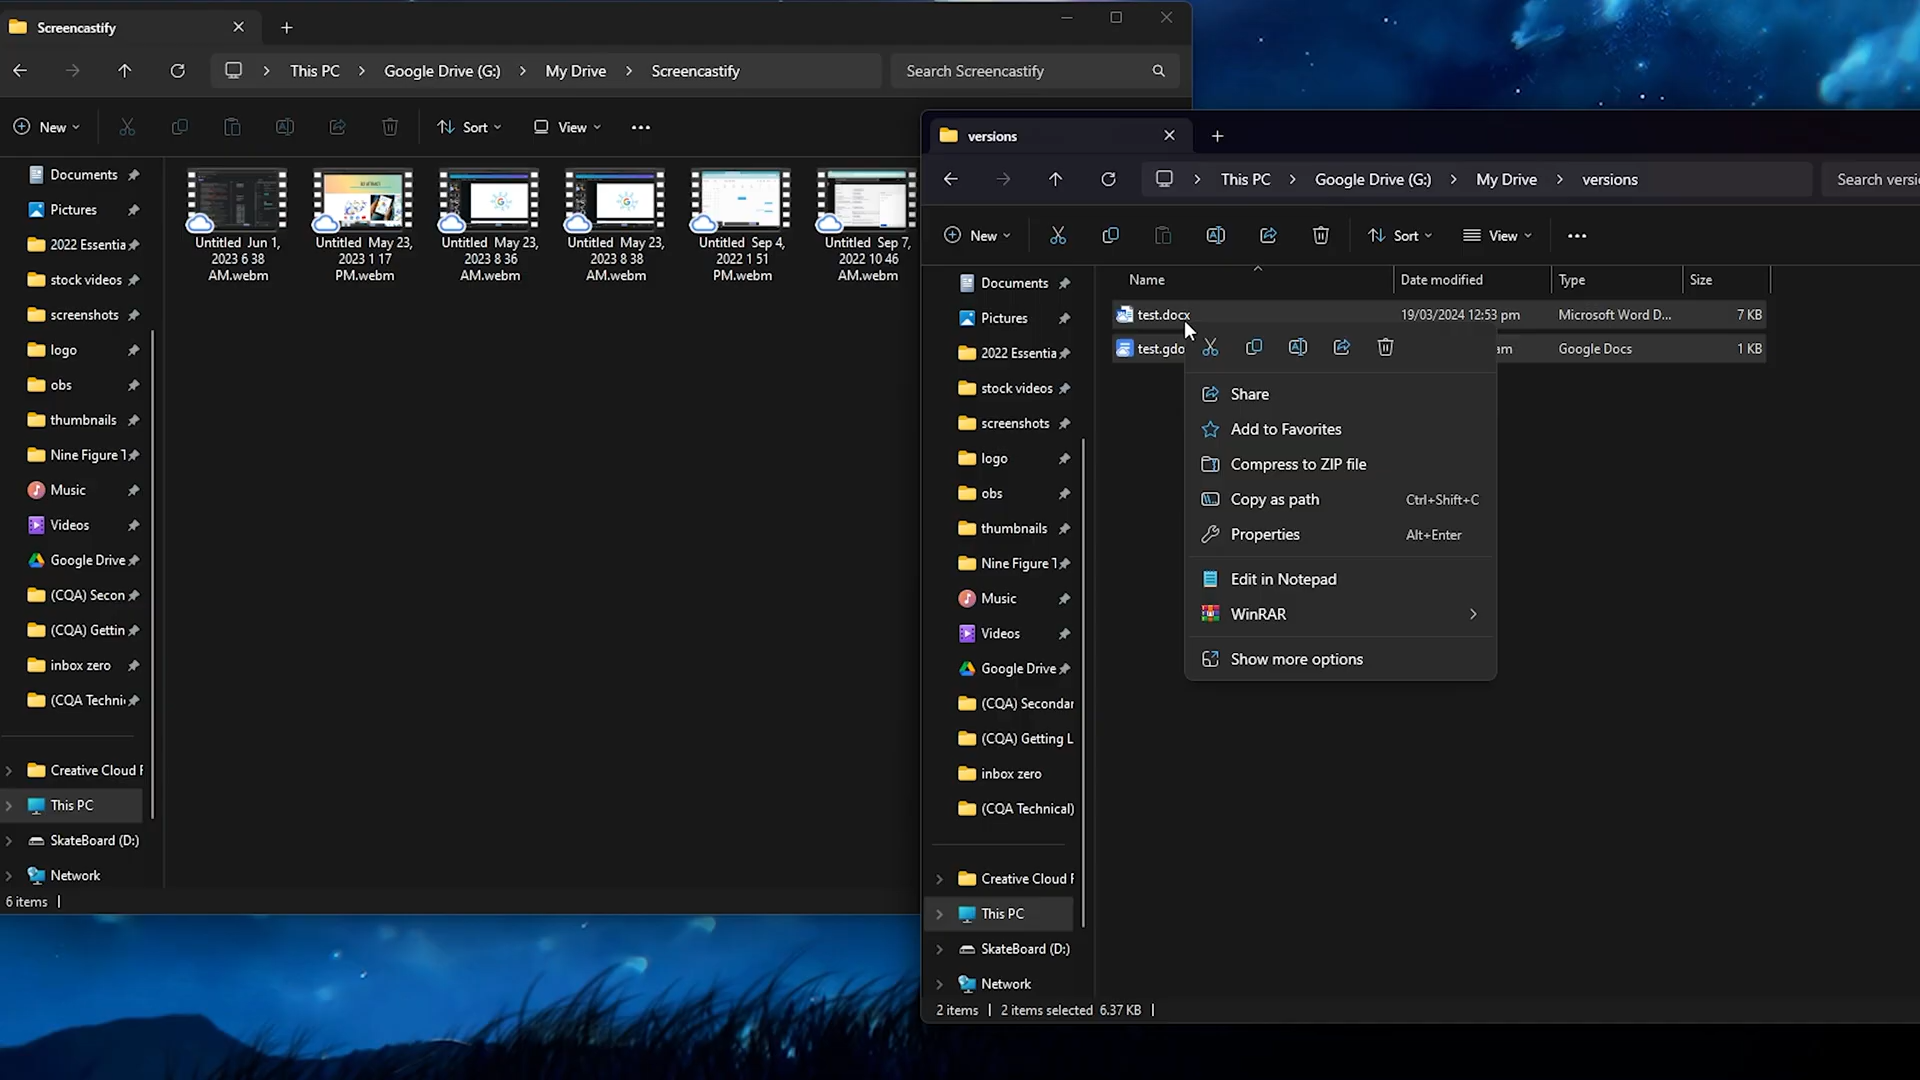 Screencastify
This PC
Google Drive (G:)
My Drive
Screencastify
Search Screencastify
New
Sort
View
Documents
Pictures
2022 Essentia
stock videos
screenshots
logo
obs
thumbnails
Nine Figure
Music
Videos
Google Drive
(CQA) Secon
(CQA) Gettin
inbox zero
(CQA Techni
Creative Cloud F
This PC
SkateBoard (D:)
Network
6 items
Untitled Jun 1,
2023 6 38
AM.webm
Untitled May 23,
2023 1 17
PM.webm
Untitled May 23,
2023 8 36
AM.webm
Untitled May 23,
2023 8 38
AM.webm
Untitled Sep 4,
2022 1 51
PM.webm
Untitled Sep 7,
2022 10 46
AM.webm
versions
This PC
Google Drive (G:)
My Drive
versions
Search versi
New
Sort
View
Documents
Pictures
2022 Essentia
stock videos
screenshots
logo
obs
thumbnails
Nine Figure
Music
Videos
Google Drive
(CQA) Secondar
(CQA) Getting L
inbox zero
(CQA Technical)
Creative Cloud F
This PC
SkateBoard (D:)
Network
Name Date modified Type Size
test.docx 19/03/2024 12:53 pm Microsoft Word D... 7 KB
test.gdo am Google Docs 1 KB
Share
Add to Favorites
Compress to ZIP file
Copy as path Ctrl+Shift+C
Properties Alt+Enter
Edit in Notepad
WinRAR
Show more options
2 items 2 items selected 6.37 KB